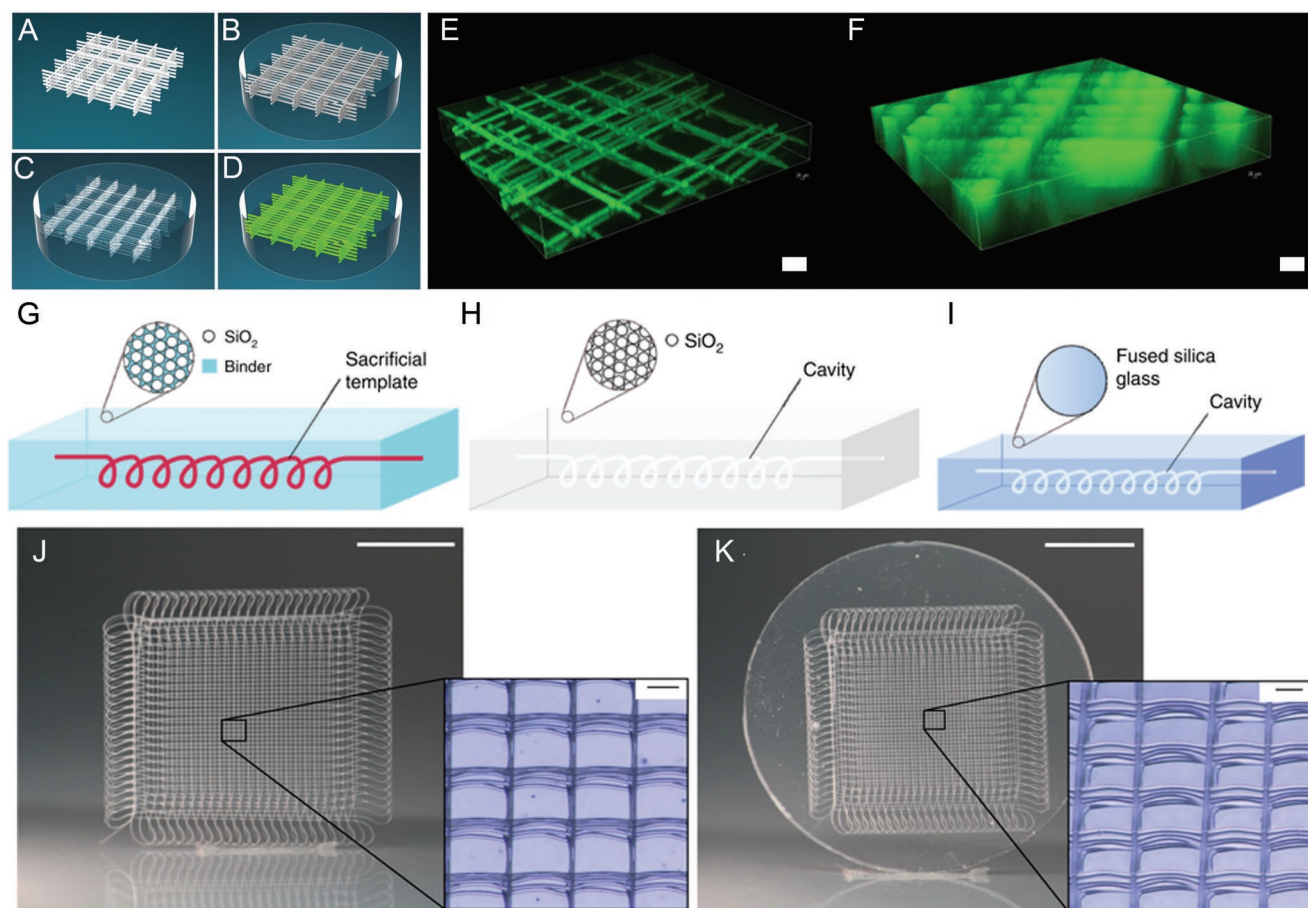 A
B
C
D
E
F
G
SiO2
Binder
Sacrificial
template
H
SiO2
Cavity
I
Fused silica
glass
Cavity
J
K